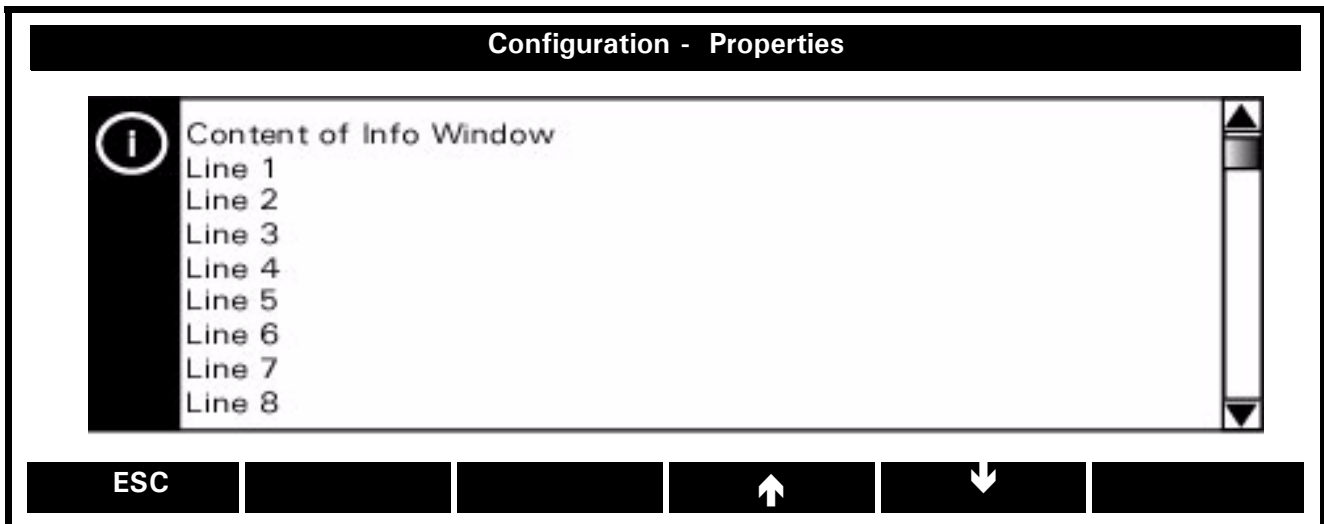 Configuration - Properties
i
Content of Info Window
Line 1
Line 2
Line 3
Line 4
Line 5
Line 6
Line 7
Line 8
ESC